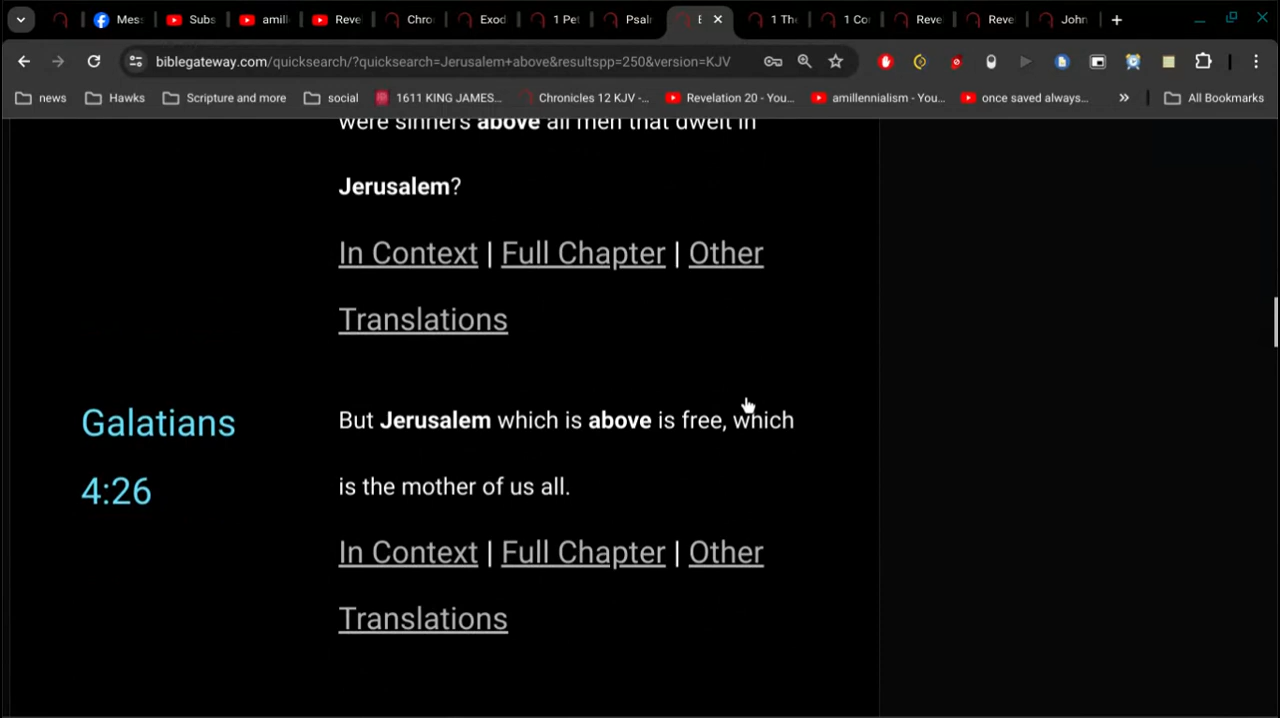 Mess
Subs
amill
Reve
Chro
Exod
1 Pet
Psalr
E
1 The
1 Co
Reve
Reve
John
biblegateway.com/quicksearch/?quicksearch=Jerusalem+above&resultspp=250&version=KJV
news
Hawks
Scripture and more
social
1611 KING JAMES...
Chronicles 12 KJV -...
Revelation 20 - You...
amillennialism - You...
once saved always...
»
All Bookmarks
were sinners above all men that dwelt in
Jerusalem?
In Context | Full Chapter | Other
Translations
Galatians
4:26
But Jerusalem which is above is free, which
is the mother of us all.
In Context | Full Chapter | Other
Translations